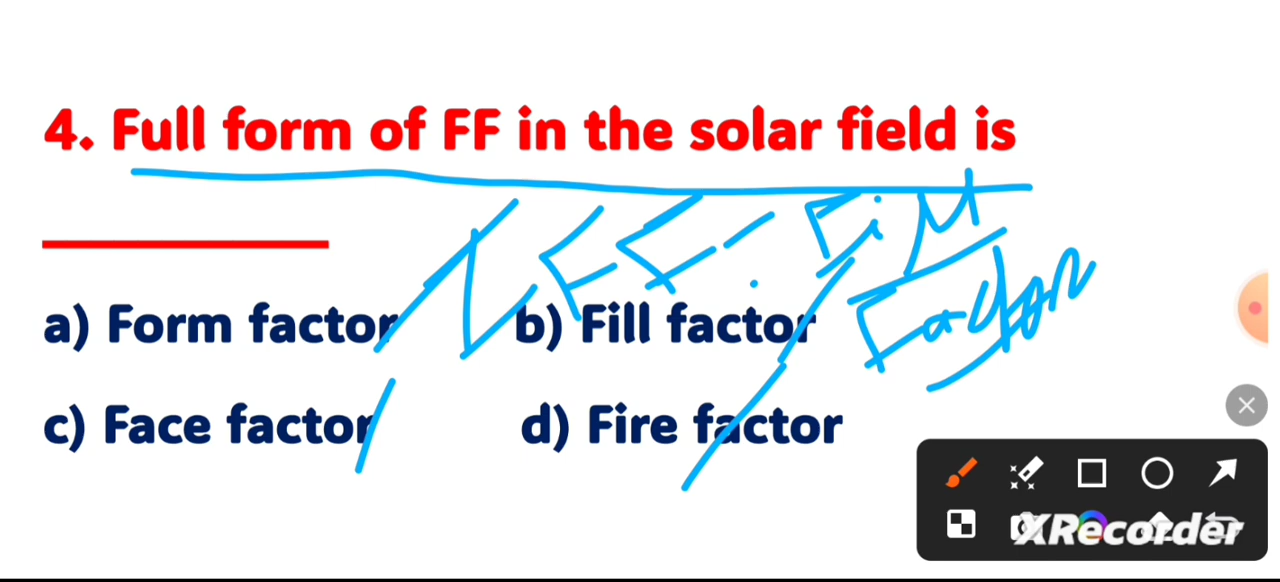 4. Full form of FF in the solar field is
FF - Fill
Factor
a) Form factor b) Fill factor
c) Face factor d) Fire factor
XRecorder